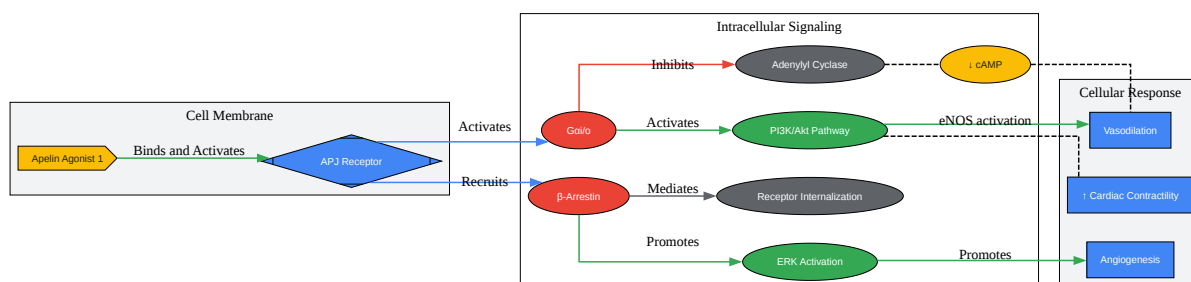 Intracellular Signaling
Inhibits
Adenylyl Cyclase
↓ cAMP
Cellular Response
Cell Membrane
Activates
Gαi/o
Activates
PI3K/Akt Pathway
eNOS activation
Vasodilation
Apelin Agonist 1
Binds and Activates
APJ Receptor
Recruits
β-Arrestin
Mediates
Receptor Internalization
↑ Cardiac Contractility
Promotes
ERK Activation
Promotes
Angiogenesis